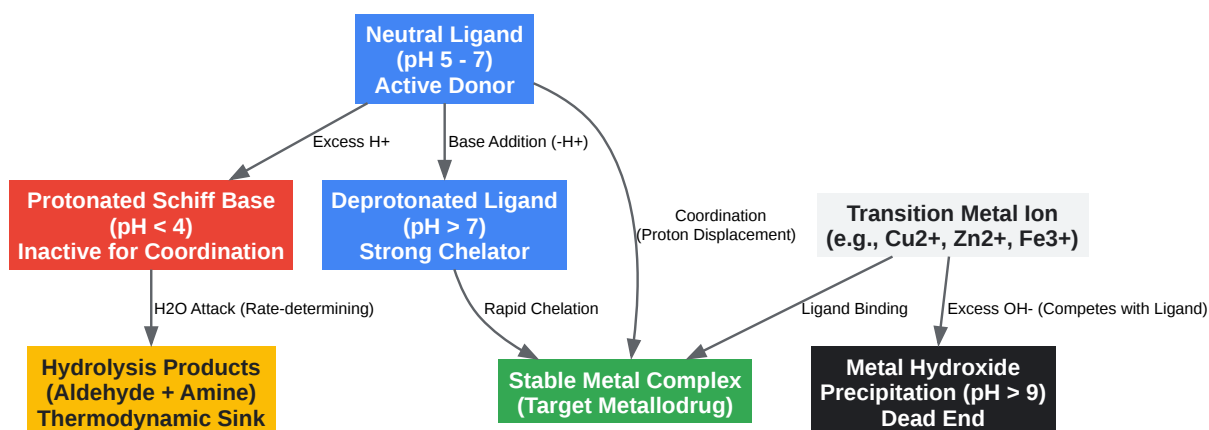 Neutral Ligand
(pH 5 - 7)
Active Donor
Excess H+
Base Addition (-H+)
Protonated Schiff Base
(pH < 4)
Inactive for Coordination
Deprotonated Ligand
(pH > 7)
Strong Chelator
Coordination
(Proton Displacement)
Transition Metal Ion
(e.g., Cu2+, Zn2+, Fe3+)
H2O Attack (Rate-determining)
Rapid Chelation
Ligand Binding
Excess OH- (Competes with Ligand)
Hydrolysis Products
(Aldehyde + Amine)
Thermodynamic Sink
Stable Metal Complex
(Target Metallodrug)
Metal Hydroxide
Precipitation (pH > 9)
Dead End